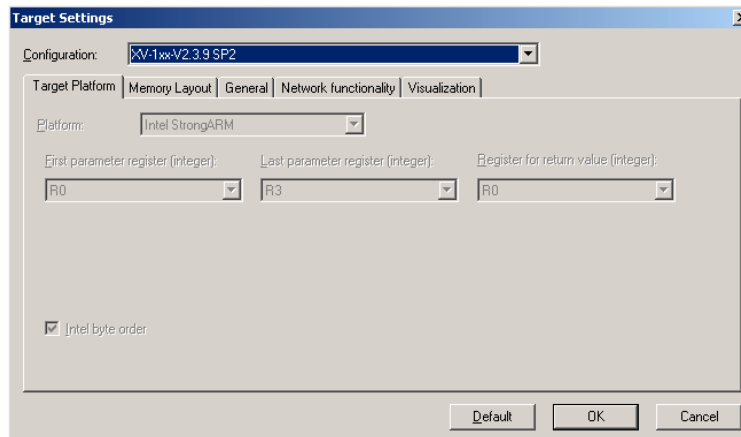 Target Settings
Configuration: XV-1xx-V2.3.9 SP2
Target Platform Memory Layout General Network functionality Visualization
Platform: Intel StrongARM
First parameter register (integer): Last parameter register (integer): Register for return value (integer):
R0 R3 R0
Intel byte order
Default OK Cancel